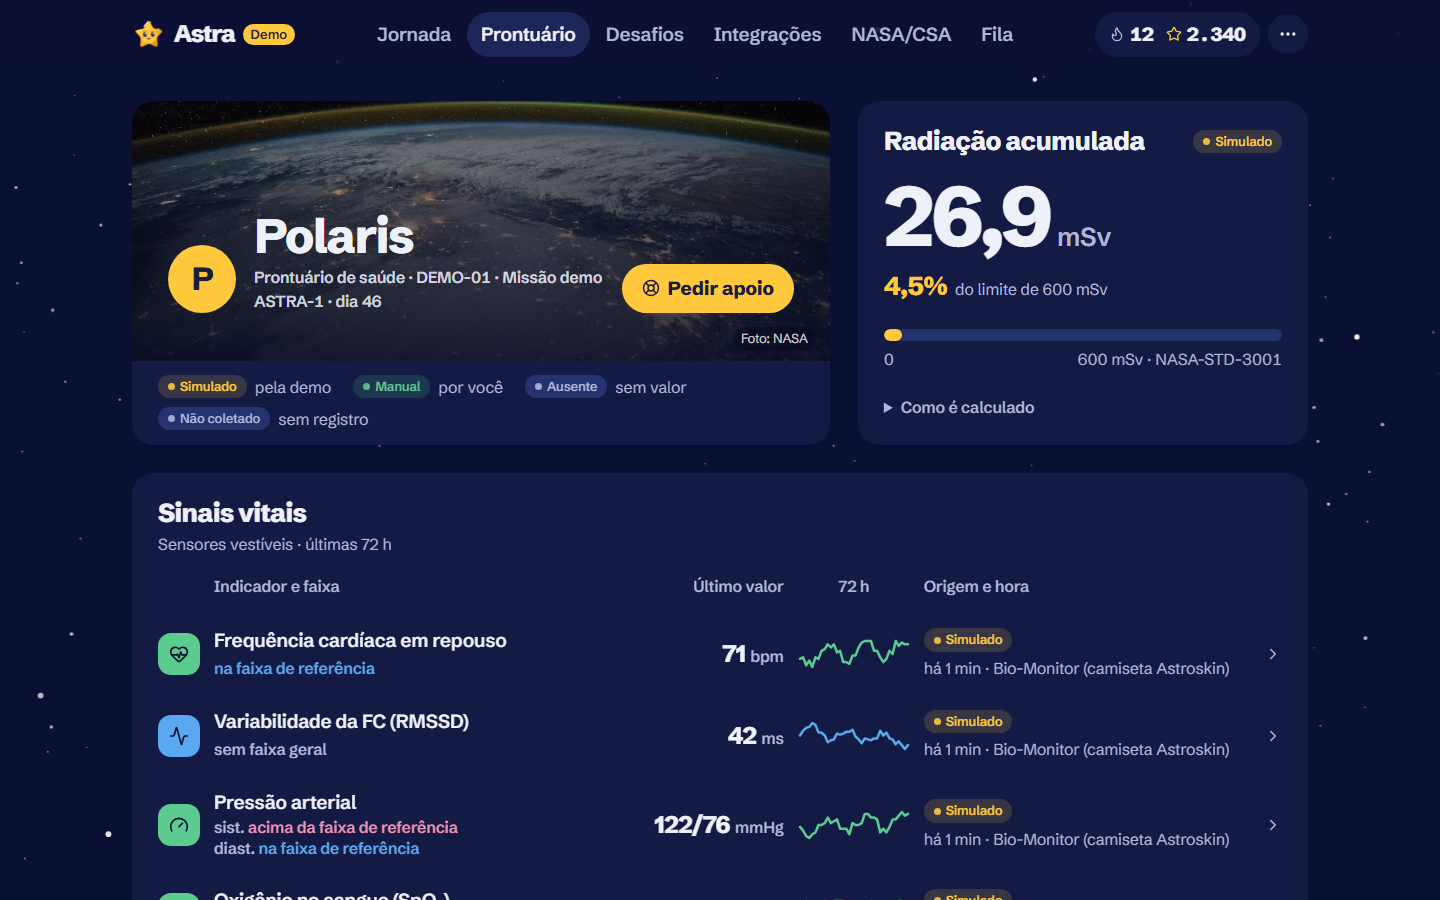 Astra Demo
Jornada Prontuário Desafios Integrações NASA/CSA Fila
12 2.340
Polaris
P
Prontuário de saúde · DEMO-01 · Missão demo
ASTRA-1 · dia 46
Pedir apoio
Foto: NASA
Simulado pela demo Manual por você Ausente sem valor
Não coletado sem registro
Radiação acumulada Simulado
26,9 mSv
4,5% do limite de 600 mSv
0 600 mSv · NASA-STD-3001
Como é calculado
Sinais vitais
Sensores vestíveis · últimas 72 h
Indicador e faixa Último valor 72 h Origem e hora
Frequência cardíaca em repouso
na faixa de referência
71 bpm
Simulado
há 1 min · Bio-Monitor (camiseta Astroskin)
Variabilidade da FC (RMSSD)
sem faixa geral
42 ms
Simulado
há 1 min · Bio-Monitor (camiseta Astroskin)
Pressão arterial
sist. acima da faixa de referência
diast. na faixa de referência
122/76 mmHg
Simulado
há 1 min · Bio-Monitor (camiseta Astroskin)
Oxigênio no sangue (SpO₂)
Simulado